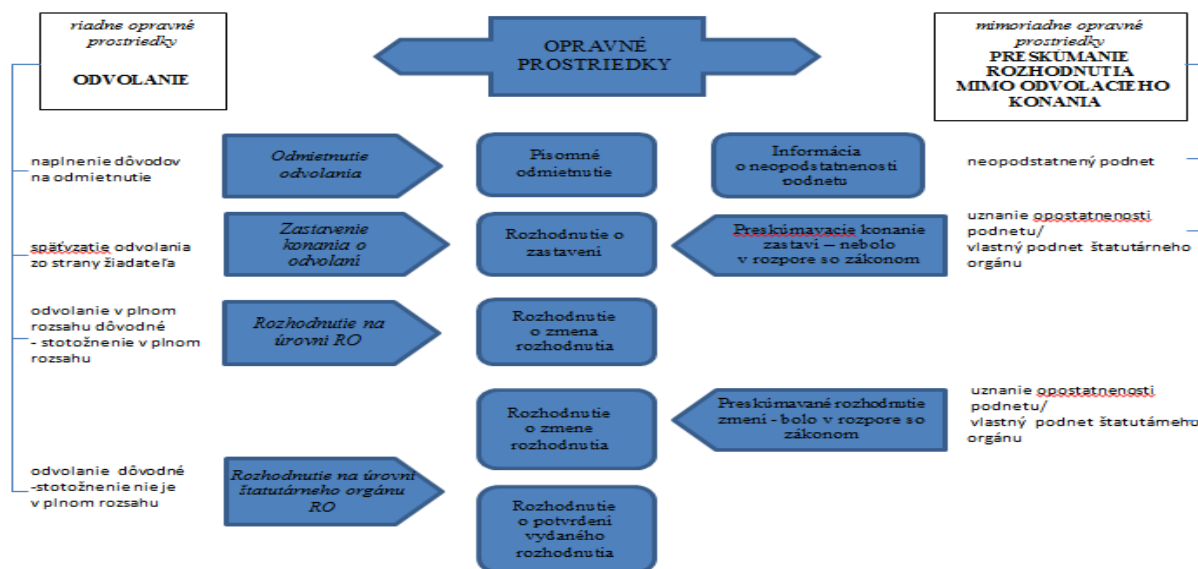 riadne opravné
prostriedky
ODVOLANIE
OPRAVNÉ
PROSTRIEDKY
mimoriadne opravné
prostriedky
PRESKÚMANIE
ROZHODNUTIA
MIMO ODVOLACIEHO
KONANIA
naplnenie dôvodov
na odmietnutie
Odmietnutie
odvolania
Písomné
odmietnutie
Informácia
o neopodstatnenosti
podnetu
neopodstatnený podnet
späťvzatie odvolania
zo strany žiadateľa
Zastavenie
konania o
odvolaní
Rozhodnutie o
zastavení
Preskúmavacie konanie
zastaví – nebolo
v rozpore so zákonom
uznanie opostatnenosti
podnetu/
vlastný podnet štatutárneho
orgánu
odvolanie v plnom
rozsahu dôvodné
- stotožnenie v plnom
rozsahu
Rozhodnutie na
úrovni RO
Rozhodnutie
o zmena
rozhodnutia
Rozhodnutie
o zmene
rozhodnutia
Preskúmavané rozhodnutie
zmení - bolo v rozpore so
zákonom
uznanie opostatnenosti
podnetu/
vlastný podnet štatutárneho
orgánu
odvolanie dôvodné
-stotožnenie nie je
v plnom rozsahu
Rozhodnutie na úrovni
štatutárneho orgánu
RO
Rozhodnutie
o potvrdení
vydaného
rozhodnutia